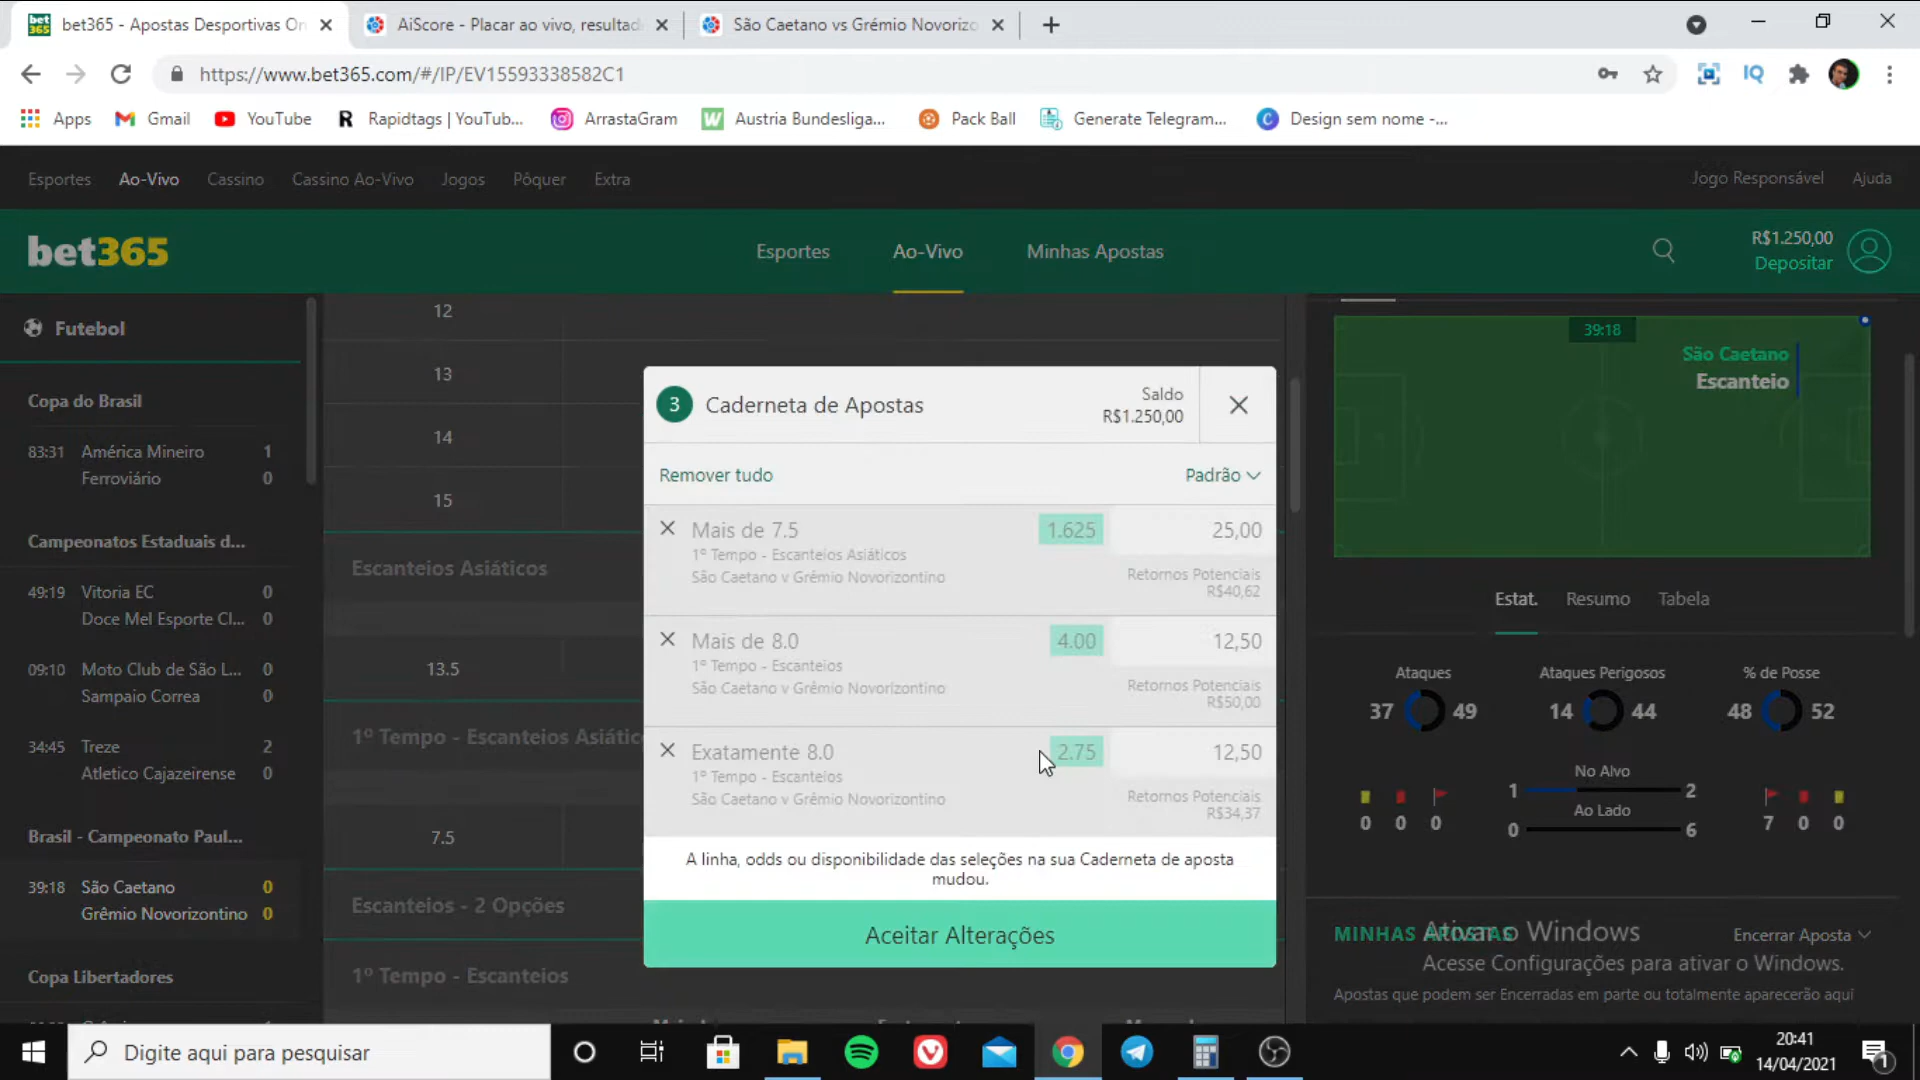 bet365 - Apostas Desportivas On
AiScore - Placar ao vivo, resultad
São Caetano vs Grémio Novorizo
https://www.bet365.com/#/IP/EV15593338582C1
IQ
Apps
Gmail
YouTube
Rapidtags | YouTub...
ArrastaGram
Austria Bundesliga...
Pack Ball
Generate Telegram...
Design sem nome -...
Esportes
Ao-Vivo
Cassino
Cassino Ao-Vivo
Jogos
Pôquer
Extra
Jogo Responsável
Ajuda
bet365
Esportes
Ao-Vivo
Minhas Apostas
R$1.250,00
Depositar
Futebol
Copa do Brasil
83:31 América Mineiro 1
Ferroviário 0
Campeonatos Estaduais d...
49:19 Vitoria EC 0
Doce Mel Esporte Cl... 0
09:10 Moto Club de São L... 0
Sampaio Correa 0
34:45 Treze 2
Atletico Cajazeirense 0
Brasil - Campeonato Paul...
39:18 São Caetano 0
Grêmio Novorizontino 0
Copa Libertadores
12
13
14
15
Escanteios Asiáticos
13.5
1º Tempo - Escanteios Asiátic
7.5
Escanteios - 2 Opções
1º Tempo - Escanteios
3 Caderneta de Apostas
Saldo
R$1.250,00
Remover tudo
Padrão
Mais de 7.5 1.625 25,00
1º Tempo - Escanteios Asiáticos
São Caetano v Grêmio Novorizontino
Retornos Potenciais
R$40,62
Mais de 8.0 4.00 12,50
1º Tempo - Escanteios
São Caetano v Grêmio Novorizontino
Retornos Potenciais
R$50,00
Exatamente 8.0 2.75 12,50
1º Tempo - Escanteios
São Caetano v Grêmio Novorizontino
Retornos Potenciais
R$34,37
A linha, odds ou disponibilidade das seleções na sua Caderneta de aposta
mudou.
Aceitar Alterações
39:18
São Caetano
Escanteio
Estat.
Resumo
Tabela
Ataques
37 49
Ataques Perigosos
14 44
% de Posse
48 52
No Alvo
1 2
Ao Lado
0 6
0 0 0
7 0 0
MINHAS APOSTAS
Encerrar Aposta
Ativar o Windows
Acesse Configurações para ativar o Windows.
Apostas que podem ser Encerradas em parte ou totalmente aparecerão aqui
Digite aqui para pesquisar
20:41
14/04/2021
1